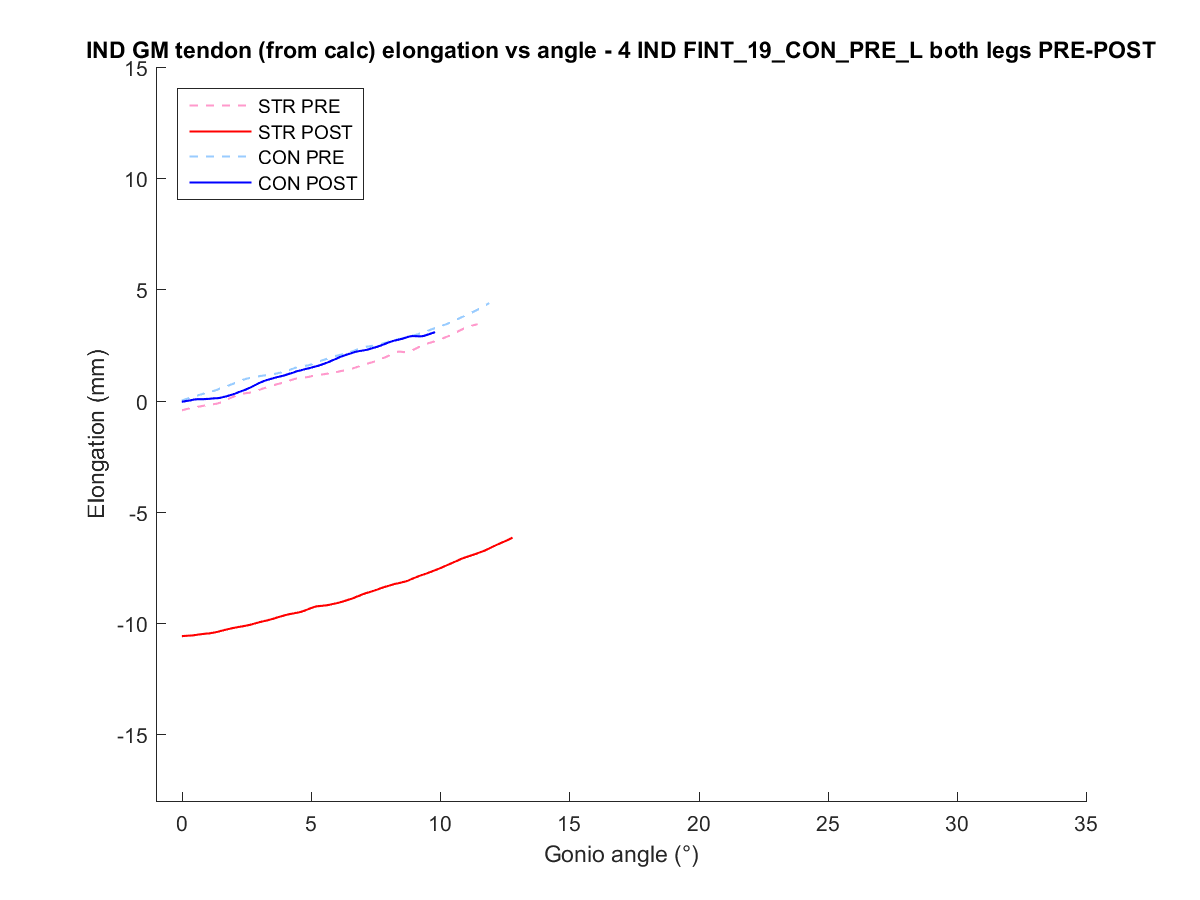 IND GM tendon (from calc) elongation vs angle - 4 IND FINT_19_CON_PRE_L both legs PRE-POST
STR PRE
STR POST
CON PRE
CON POST
15
10
5
0
-5
-10
-15
Elongation (mm)
0 5 10 15 20 25 30 35
Gonio angle (°)